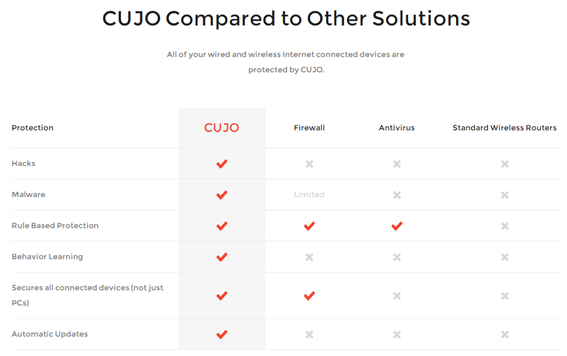 CUJO Compared to Other Solutions
All of your wired and wireless Internet connected devices are
protected by CUJO.
Protection CUJO Firewall Antivirus Standard Wireless Routers
Hacks
Malware Limited
Rule Based Protection
Behavior Learning
Secures all connected devices (not just
PCs)
Automatic Updates